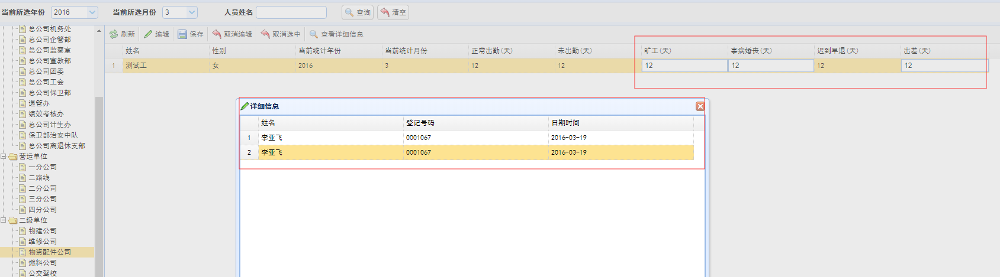 当前所选年份 2016 当前所选月份 3 人员姓名 查询 清空
总公司机务处
总公司企管部
总公司监察室
总公司宣教部
总公司团委
总公司工会
总公司保卫部
退管办
绩效考核办
总公司计生办
保卫部治安中队
总公司离退休支部
营运单位
一分公司
二路线
二分公司
三分公司
四分公司
二级单位
物建公司
维修公司
物资配件公司
燃料公司
公交驾校
刷新 编辑 保存 取消编辑 取消选中 查看详细信息
姓名 性别 当前统计年份 当前统计月份 正常出勤(天) 未出勤(天) 旷工(天) 事病婚丧(天) 迟到早退(天) 出差(天)
1 测试工 女 2016 3 12 12 12 12 12 12
详细信息
姓名 登记号码 日期时间
1 李亚飞 0001067 2016-03-19
2 李亚飞 0001067 2016-03-19